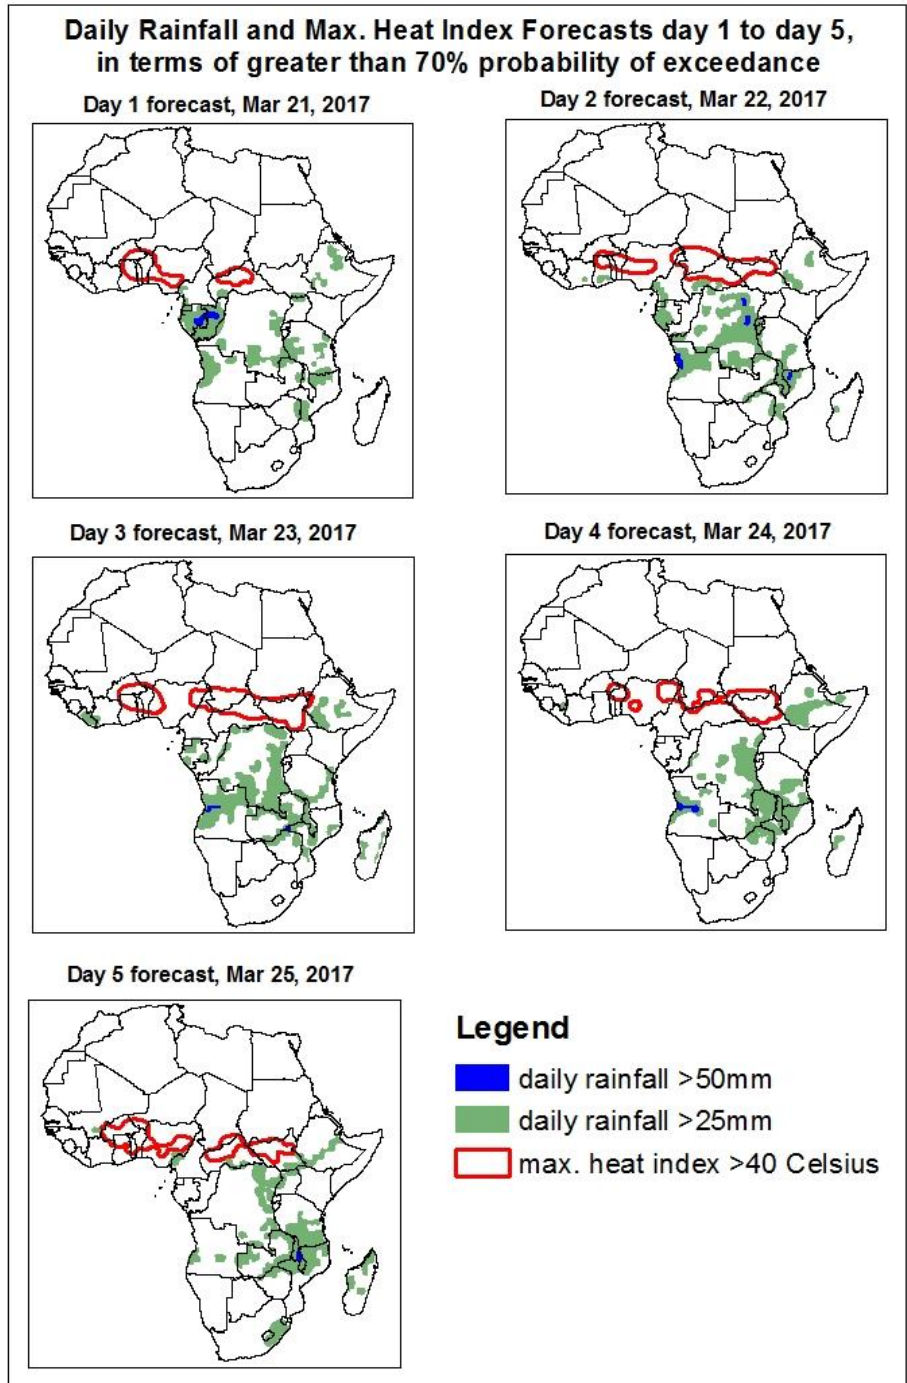 Daily Rainfall and Max. Heat Index Forecasts day 1 to day 5,
in terms of greater than 70% probability of exceedance
Day 1 forecast, Mar 21, 2017
Day 2 forecast, Mar 22, 2017
Day 3 forecast, Mar 23, 2017
Day 4 forecast, Mar 24, 2017
Day 5 forecast, Mar 25, 2017
Legend
daily rainfall >50mm
daily rainfall >25mm
max. heat index >40 Celsius